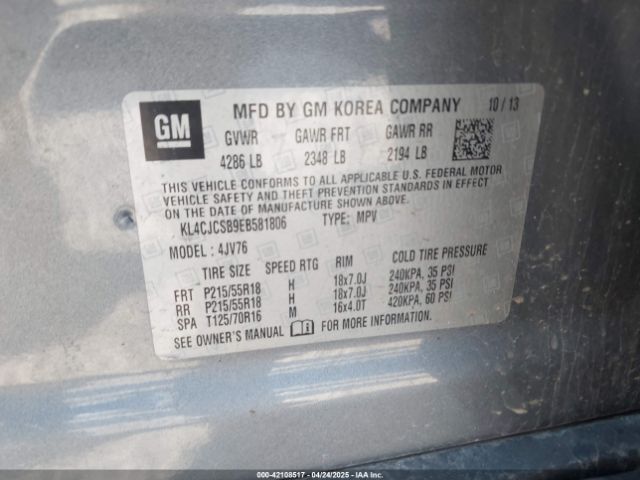 GM
MFD BY GM KOREA COMPANY 10/13
GVWR GAWR FRT GAWR RR
4286 LB 2348 LB 2194 LB
THIS VEHICLE CONFORMS TO ALL APPLICABLE U.S. FEDERAL MOTOR
VEHICLE SAFETY AND THEFT PREVENTION STANDARDS IN EFFECT
ON THE DATE OF MANUFACTURE SHOWN ABOVE.
KL4CJCSB9EB581806 TYPE: MPV
MODEL: 4JV76
TIRE SIZE SPEED RTG RIM COLD TIRE PRESSURE
FRT P215/55R18 H 18x7.0J 240KPA, 35 PSI
RR P215/55R18 H 18x7.0J 240KPA, 35 PSI
SPA T125/70R16 M 16x4.0T 420KPA, 60 PSI
SEE OWNER'S MANUAL FOR MORE INFORMATION.
000-42108517 04/24/2025 IAAI.COM